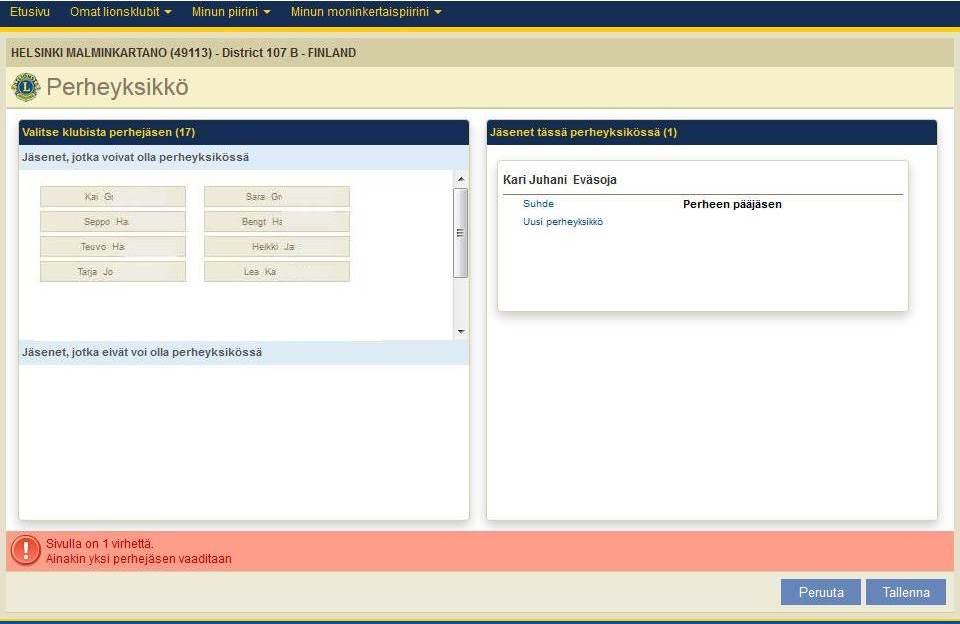 Etusivu Omat lionsklubit Minun piirini Minun moninkertaispiirini
HELSINKI MALMINKARTANO (49113) - District 107 B - FINLAND
Perheyksikkö
Valitse klubista perhejäsen (17)
Jäsenet, jotka voivat olla perheyksikössä
Kai Gr Sara Gr
Seppo Ha Bengt Ha
Teuvo Ha Heikki Ja
Tarja Jo Lea Ka
Jäsenet, jotka eivät voi olla perheyksikössä
Jäsenet tässä perheyksikössä (1)
Kari Juhani Eväsoja
Suhde Perheen pääjäsen
Uusi perheyksikkö
Sivulla on 1 virhettä.
Ainakin yksi perhejäsen vaaditaan
Peruuta Tallenna